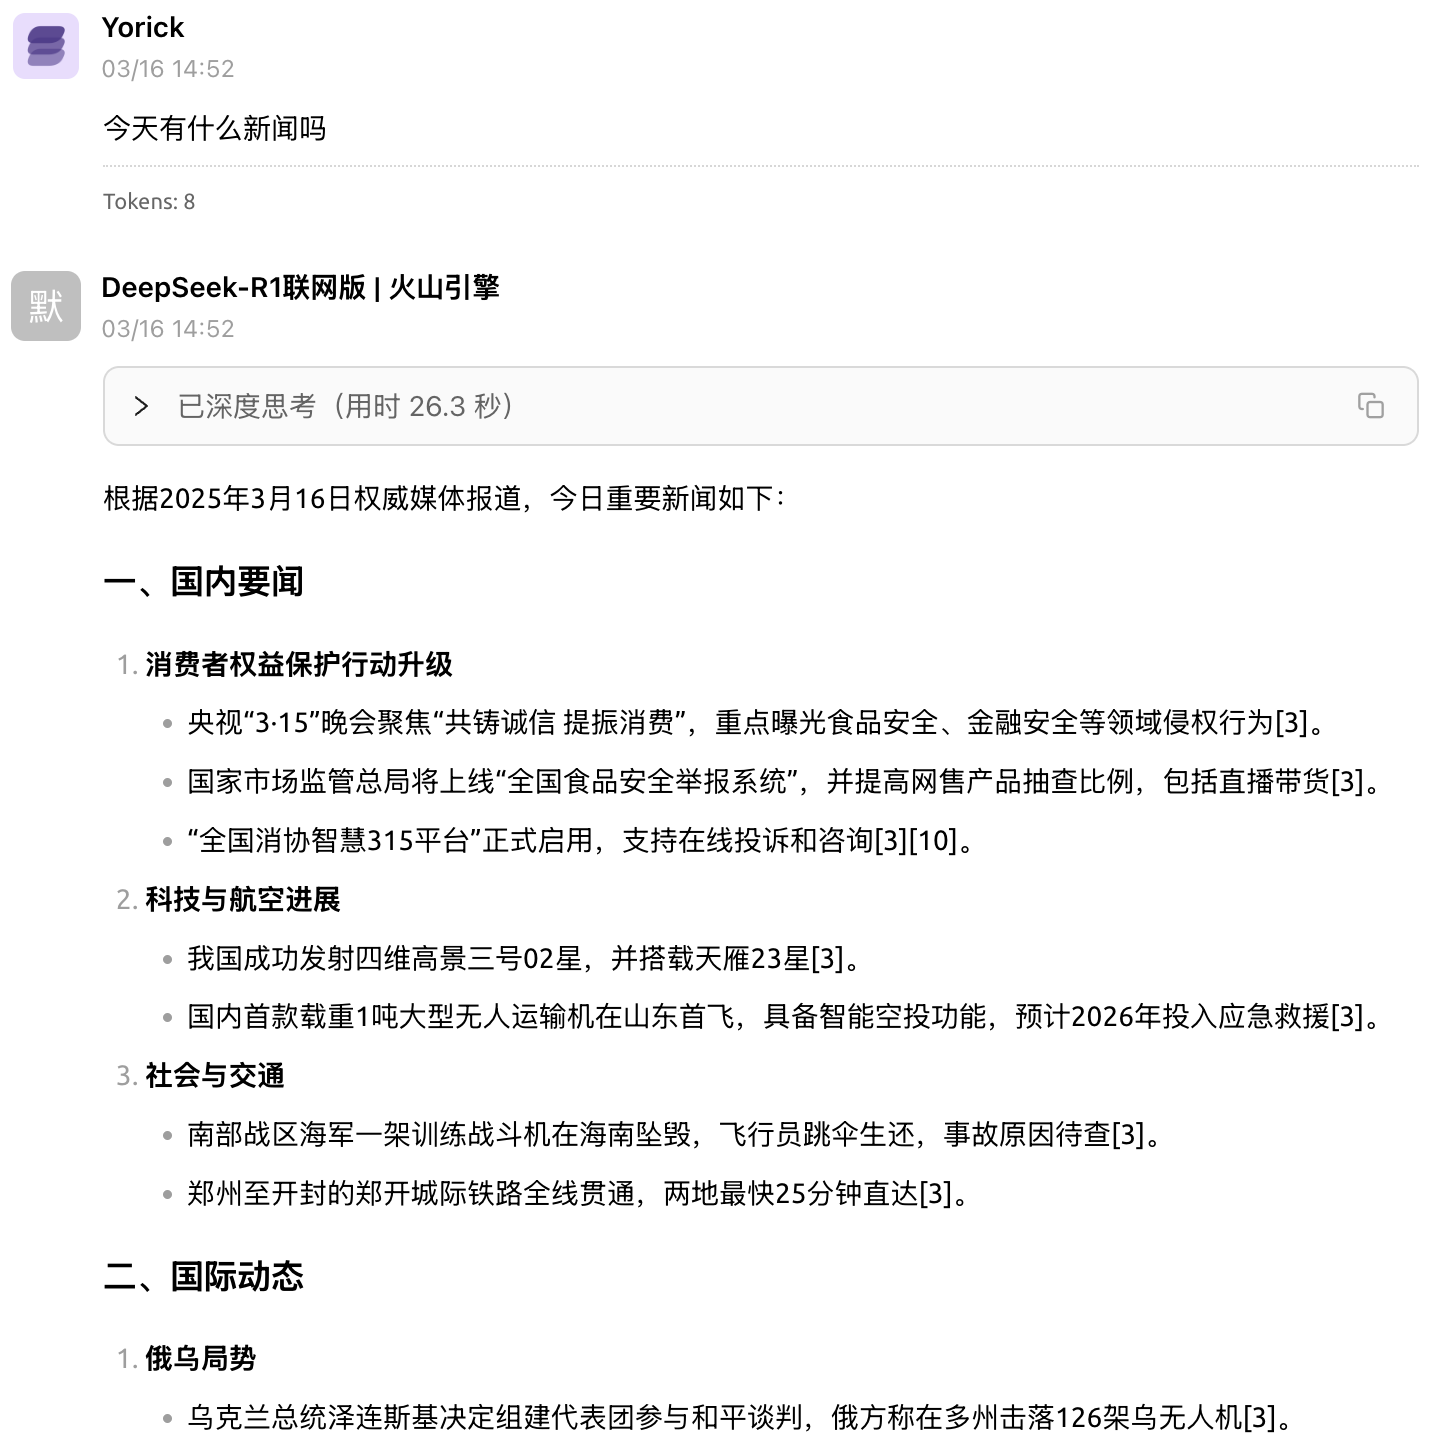 Yorick
03/16 14:52
今天有什么新闻吗
Tokens: 8
默
DeepSeek-R1联网版 | 火山引擎
03/16 14:52
已深度思考（用时 26.3 秒）
根据2025年3月16日权威媒体报道，今日重要新闻如下：
一、国内要闻
1. 消费者权益保护行动升级
• 央视“3·15”晚会聚焦“共铸诚信 提振消费”，重点曝光食品安全、金融安全等领域侵权行为[3]。
• 国家市场监管总局将上线“全国食品安全举报系统”，并提高网售产品抽查比例，包括直播带货[3]。
• “全国消协智慧315平台”正式启用，支持在线投诉和咨询[3][10]。
2. 科技与航空进展
• 我国成功发射四维高景三号02星，并搭载天雁23星[3]。
• 国内首款载重1吨大型无人运输机在山东首飞，具备智能空投功能，预计2026年投入应急救援[3]。
3. 社会与交通
• 南部战区海军一架训练战斗机在海南坠毁，飞行员跳伞生还，事故原因待查[3]。
• 郑州至开封的郑开城际铁路全线贯通，两地最快25分钟直达[3]。
二、国际动态
1. 俄乌局势
• 乌克兰总统泽连斯基决定组建代表团参与和平谈判，俄方称在多州击落126架乌无人机[3]。